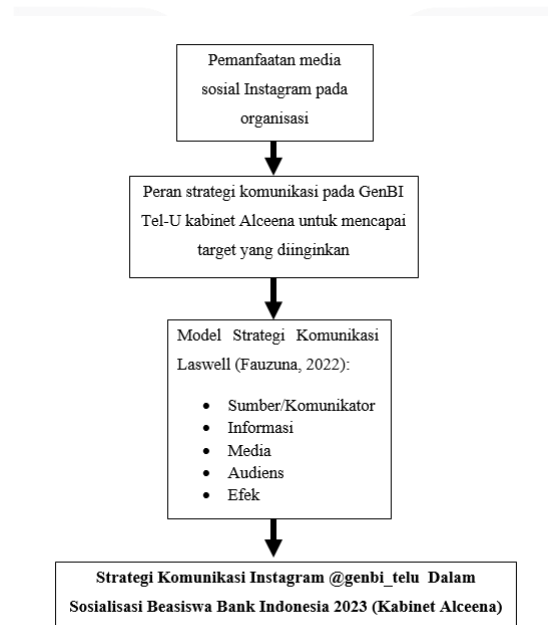 Pemanfaatan media
sosial Instagram pada
organisasi
Peran strategi komunikasi pada GenBI
Tel-U kabinet Alceena untuk mencapai
target yang diinginkan
Model Strategi Komunikasi
Laswell (Fauzuna, 2022):
• Sumber/Komunikator
• Informasi
• Media
• Audiens
• Efek
Strategi Komunikasi Instagram @genbi_telu Dalam
Sosialisasi Beasiswa Bank Indonesia 2023 (Kabinet Alceena)